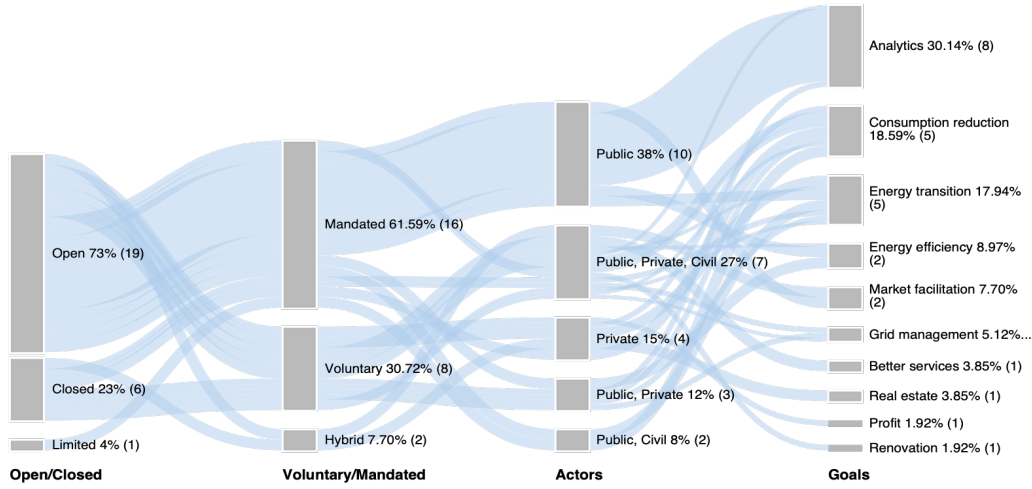 Open 73% (19)
Closed 23% (6)
Limited 4% (1)
Open/Closed
Mandated 61.59% (16)
Voluntary 30.72% (8)
Hybrid 7.70% (2)
Voluntary/Mandated
Public 38% (10)
Public, Private, Civil 27% (7)
Private 15% (4)
Public, Private 12% (3)
Public, Civil 8% (2)
Actors
Analytics 30.14% (8)
Consumption reduction
18.59% (5)
Energy transition 17.94%
(5)
Energy efficiency 8.97%
(2)
Market facilitation 7.70%
(2)
Grid management 5.12%...
Better services 3.85% (1)
Real estate 3.85% (1)
Profit 1.92% (1)
Renovation 1.92% (1)
Goals